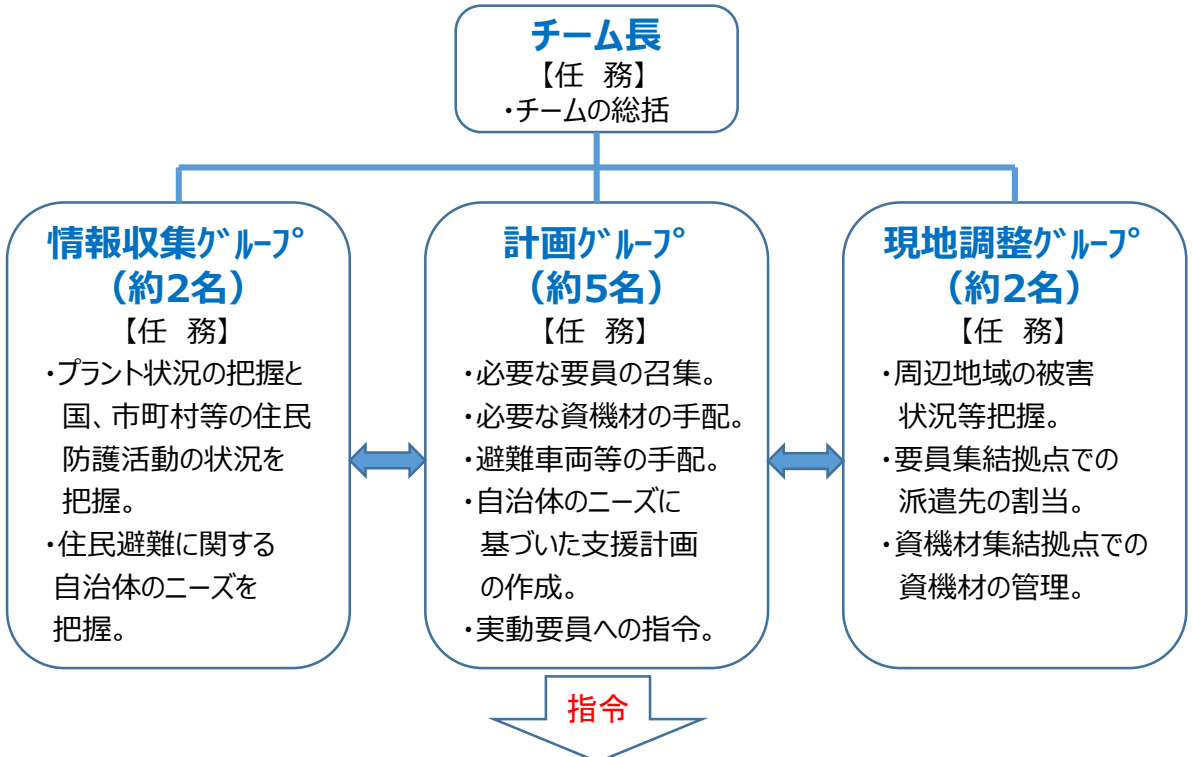 チーム長
【任 務】
・チームの総括
情報収集ｸﾞﾙｰﾌﾟ
（約2名）
【任 務】
・プラント状況の把握と
国、市町村等の住民
防護活動の状況を
把握。
・住民避難に関する
自治体のニーズを
把握。
計画ｸﾞﾙｰﾌﾟ
（約5名）
【任 務】
・必要な要員の召集。
・必要な資機材の手配。
・避難車両等の手配。
・自治体のニーズに
基づいた支援計画
の作成。
・実動要員への指令。
現地調整ｸﾞﾙｰﾌﾟ
（約2名）
【任 務】
・周辺地域の被害
状況等把握。
・要員集結拠点での
派遣先の割当。
・資機材集結拠点での
資機材の管理。
指令